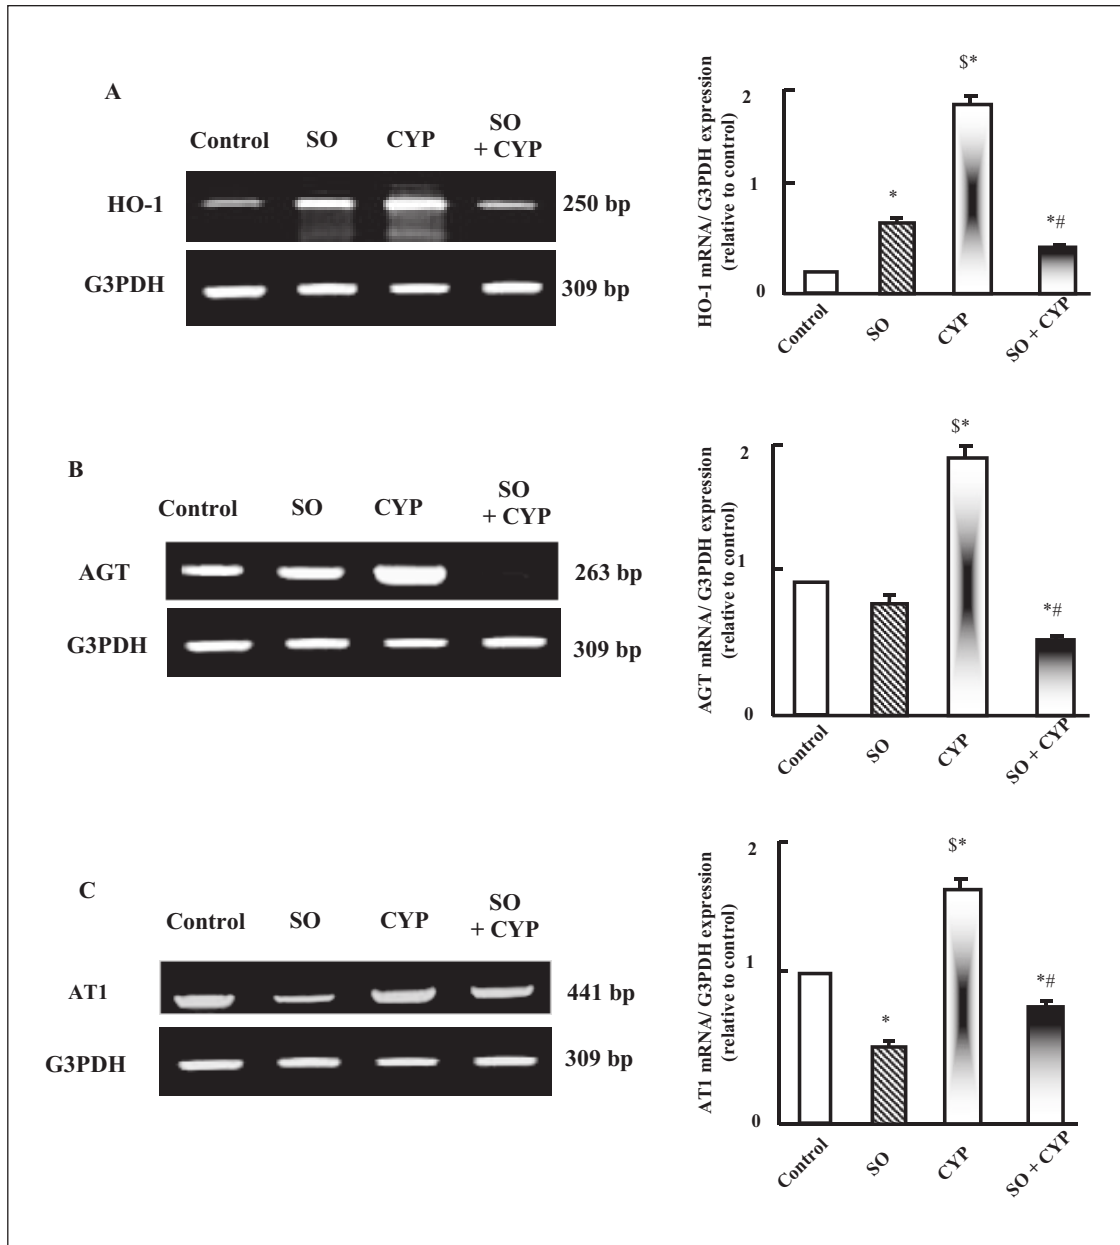 A
Control SO CYP SO
+ CYP
HO-1 250 bp
G3PDH 309 bp
HO-1 mRNA/ G3PDH expression
(relative to control)
2
1
0
$*
*
*#
Control SO CYP SO + CYP
B
Control SO CYP SO
+ CYP
AGT 263 bp
G3PDH 309 bp
AGT mRNA/ G3PDH expression
(relative to control)
2
1
0
$*
*#
Control SO CYP SO + CYP
C
Control SO CYP SO
+ CYP
AT1 441 bp
G3PDH 309 bp
AT1 mRNA/ G3PDH expression
(relative to control)
2
1
0
$*
*
*#
Control SO CYP SO + CYP